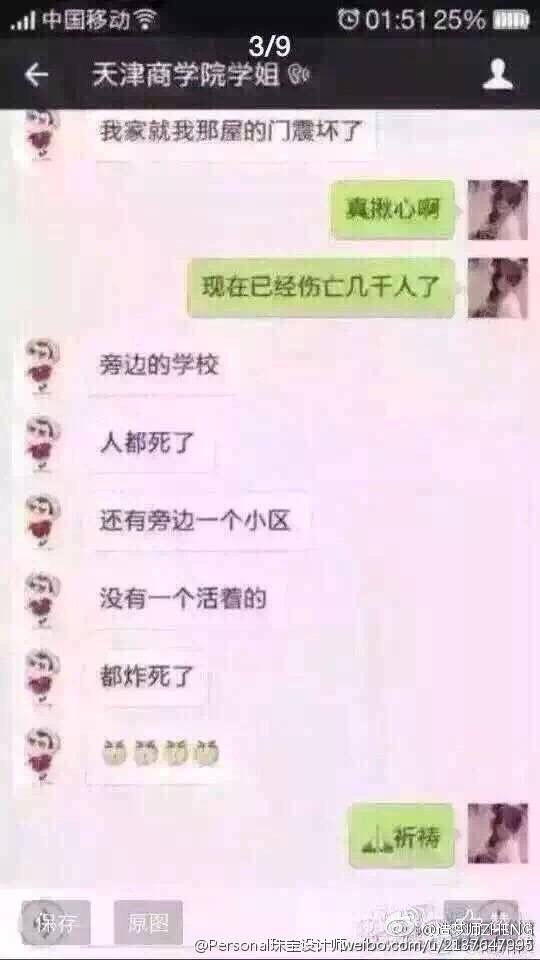 中国移动
01:51 25%
3/9
天津商学院学姐
我家就我那屋的门震坏了
真揪心啊
现在已经伤亡几千人了
旁边的学校
人都死了
还有旁边一个小区
没有一个活着的
都炸死了
🙏祈祷
保存
原图
@Personal珠宝设计师weibo.com/u/2137647995